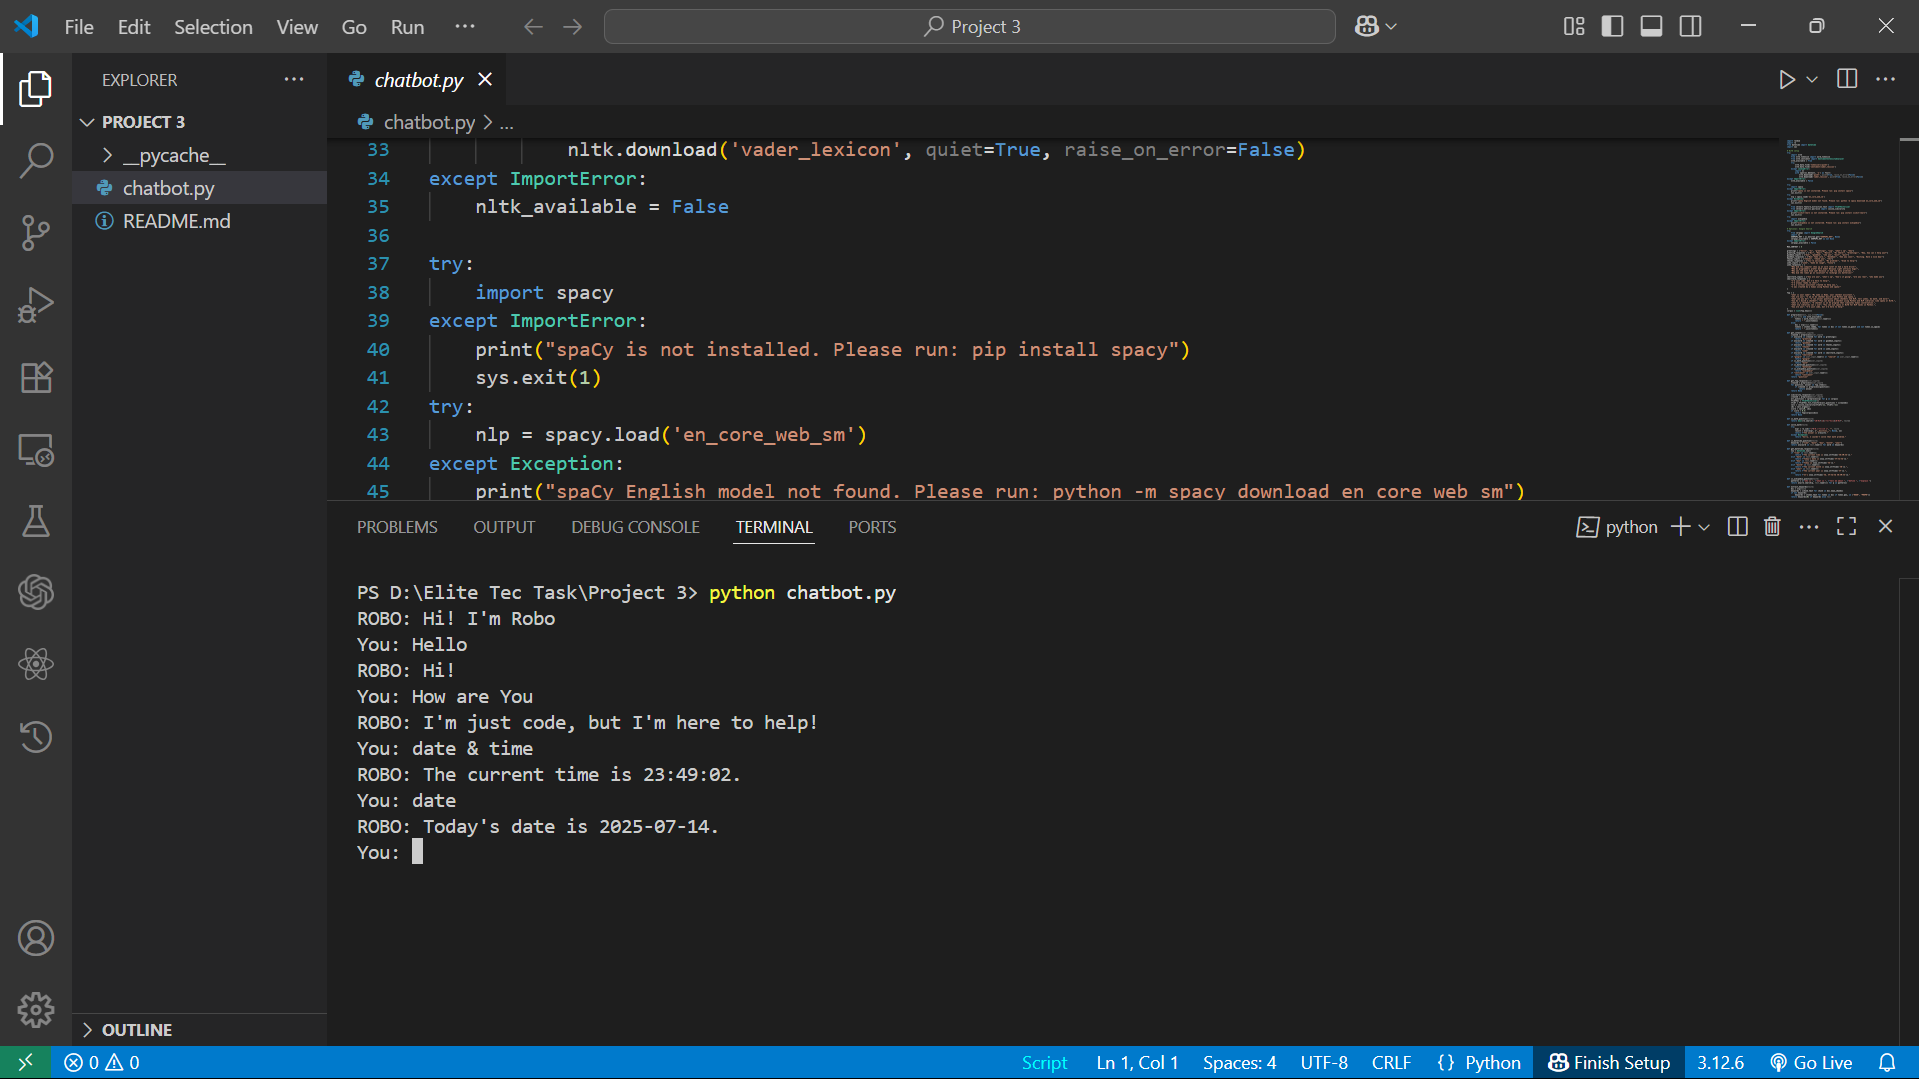 File Edit Selection View Go Run ··· Project 3
EXPLORER ···
PROJECT 3
__pycache__
chatbot.py
README.md
OUTLINE
chatbot.py
chatbot.py > ...
33 nltk.download('vader_lexicon', quiet=True, raise_on_error=False)
34 except ImportError:
35 nltk_available = False
36
37 try:
38 import spacy
39 except ImportError:
40 print("spaCy is not installed. Please run: pip install spacy")
41 sys.exit(1)
42 try:
43 nlp = spacy.load('en_core_web_sm')
44 except Exception:
45 print("spaCy English model not found. Please run: python -m spacy download en_core_web_sm")
PROBLEMS OUTPUT DEBUG CONSOLE TERMINAL PORTS python
PS D:\Elite Tec Task\Project 3> python chatbot.py
ROBO: Hi! I'm Robo
You: Hello
ROBO: Hi!
You: How are You
ROBO: I'm just code, but I'm here to help!
You: date & time
ROBO: The current time is 23:49:02.
You: date
ROBO: Today's date is 2025-07-14.
You:
0 0 Script Ln 1, Col 1 Spaces: 4 UTF-8 CRLF {} Python Finish Setup 3.12.6 Go Live